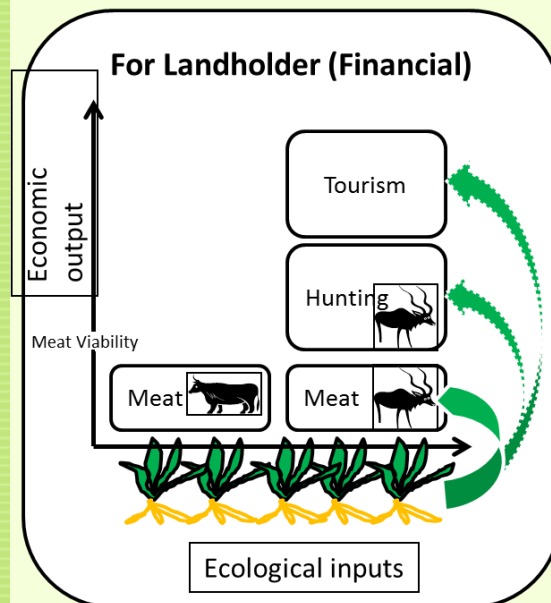 For Landholder (Financial)
Economic
output
Tourism
Hunting
Meat Viability
Meat
Meat
Ecological inputs